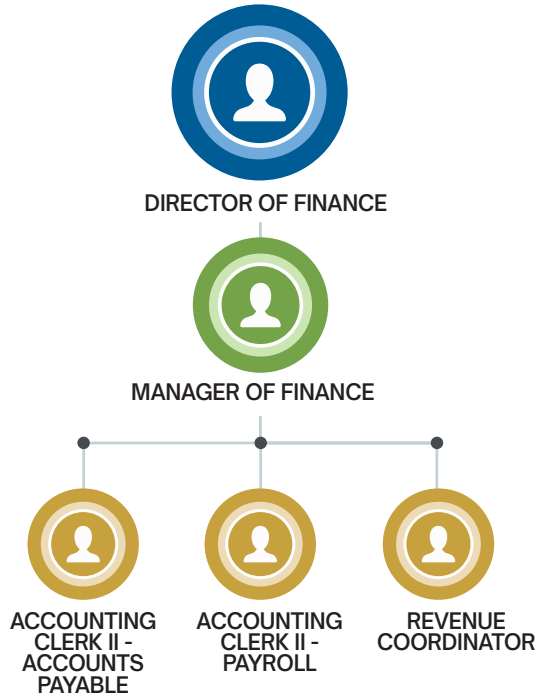 DIRECTOR OF FINANCE
MANAGER OF FINANCE
ACCOUNTING
CLERK II -
ACCOUNTS
PAYABLE
ACCOUNTING
CLERK II -
PAYROLL
REVENUE
COORDINATOR